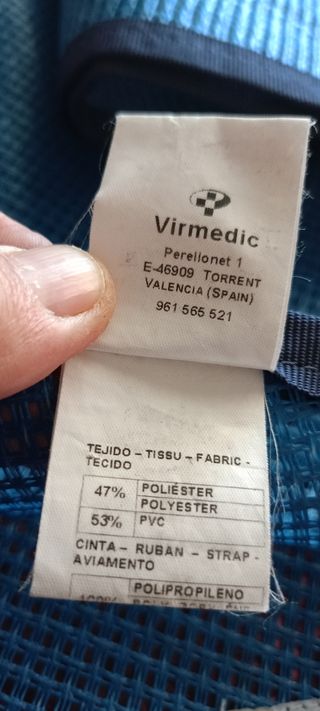 Virmedic
Perellonet 1
E-46909 TORRENT
VALENCIA (SPAIN)
961 565 521
TEJIDO – TISSU – FABRIC -
TECIDO
47% POLIÉSTER
POLYESTER
53% PVC
CINTA – RUBAN – STRAP -
AVIAMENTO
POLIPROPILENO